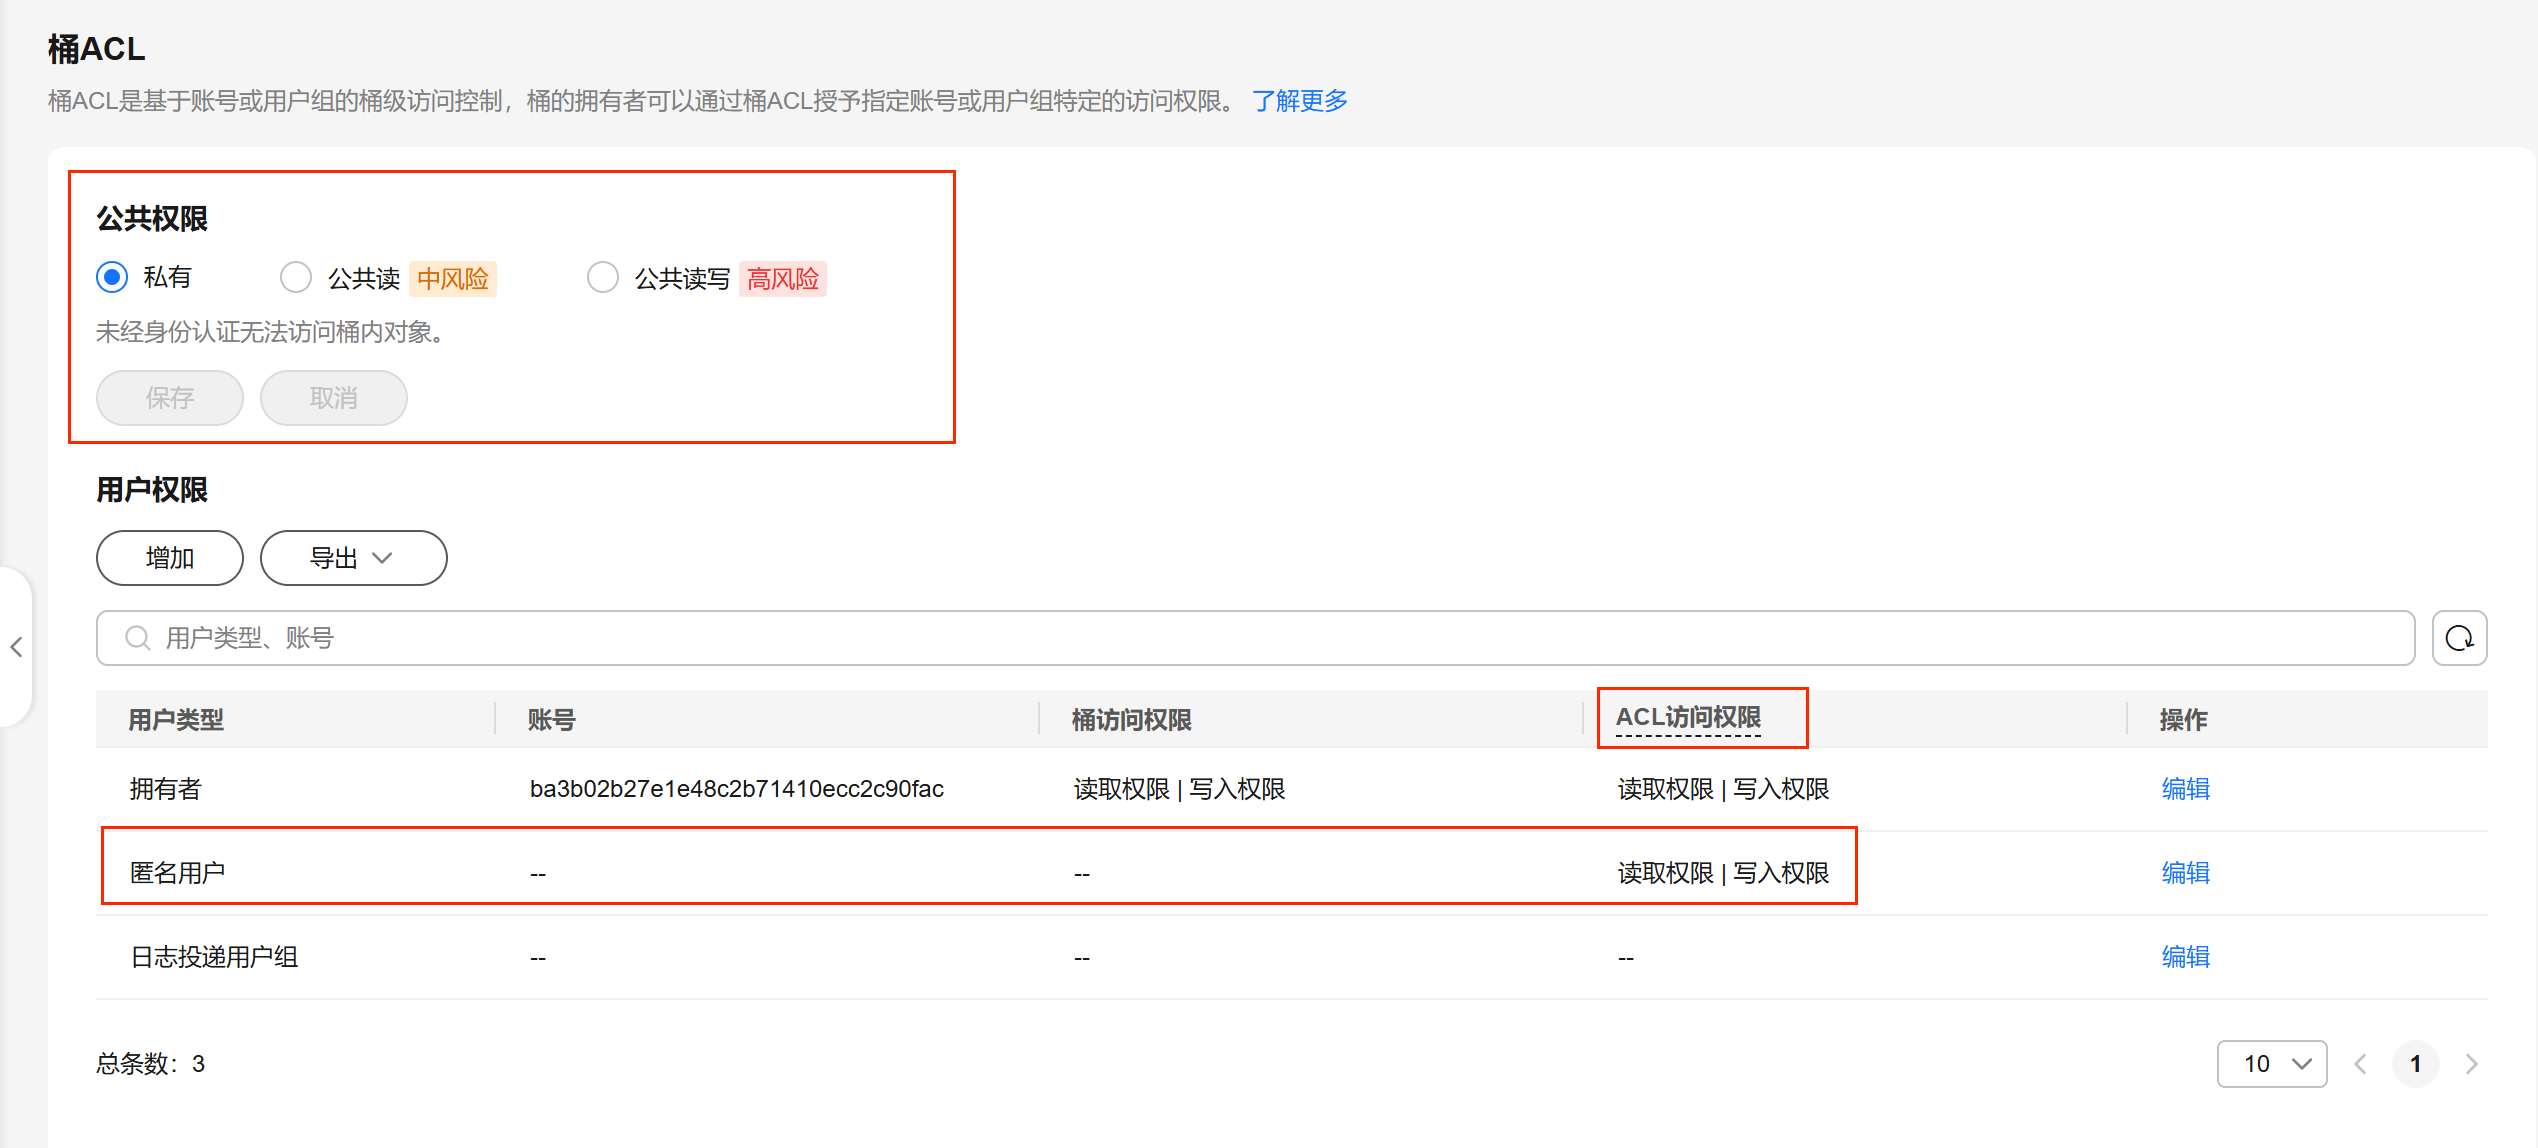 桶ACL
桶ACL是基于账号或用户组的桶级访问控制，桶的拥有者可以通过桶ACL授予指定账号或用户组特定的访问权限。 了解更多
公共权限
私有 公共读 中风险 公共读写 高风险
未经身份认证无法访问桶内对象。
保存 取消
用户权限
增加 导出
用户类型、账号
用户类型 账号 桶访问权限 ACL访问权限 操作
拥有者 ba3b02b27e1e48c2b71410ecc2c90fac 读取权限 | 写入权限 读取权限 | 写入权限 编辑
匿名用户 -- -- 读取权限 | 写入权限 编辑
日志投递用户组 -- -- -- 编辑
总条数：3 10 1